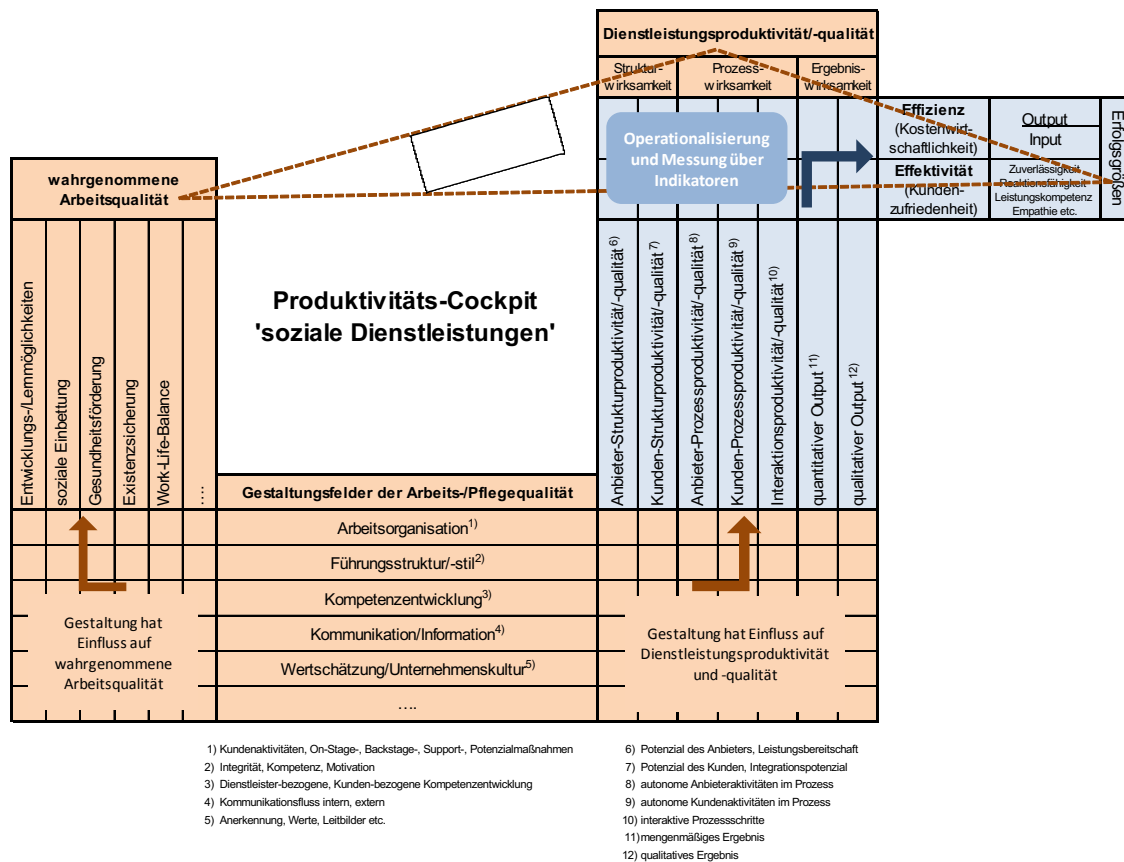 Dienstleistungsproduktivität/-qualität
Struktur-
wirksamkeit
Prozess-
wirksamkeit
Ergebnis-
wirksamkeit
Operationalisierung
und Messung über
Indikatoren
Effizienz
(Kostenwirt-
schaftlichkeit)
Output
Input
Effektivität
(Kunden-
zufriedenheit)
Zuverlässigkeit
Reaktionsfähigkeit
Leistungskompetenz
Empathie etc.
Erfolgsgrößen
wahrgenommene
Arbeitsqualität
Entwicklungs-/Lernmöglichkeiten
soziale Einbettung
Gesundheitsförderung
Existenzsicherung
Work-Life-Balance
....
Produktivitäts-Cockpit
'soziale Dienstleistungen'
Anbieter-Strukturproduktivität/-qualität 6)
Kunden-Strukturproduktivität/-qualität 7)
Anbieter-Prozessproduktivität/-qualität 8)
Kunden-Prozessproduktivität/-qualität 9)
Interaktionsproduktivität/-qualität 10)
quantitativer Output 11)
qualitativer Output 12)
Gestaltungsfelder der Arbeits-/Pflegequalität
Arbeitsorganisation1)
Führungsstruktur/-stil2)
Kompetenzentwicklung3)
Kommunikation/Information4)
Wertschätzung/Unternehmenskultur5)
....
Gestaltung hat
Einfluss auf
wahrgenommene
Arbeitsqualität
Gestaltung hat Einfluss auf
Dienstleistungsproduktivität
und -qualität
1) Kundenaktivitäten, On-Stage-, Backstage-, Support-, Potenzialmaßnahmen
2) Integrität, Kompetenz, Motivation
3) Dienstleister-bezogene, Kunden-bezogene Kompetenzentwicklung
4) Kommunikationsfluss intern, extern
5) Anerkennung, Werte, Leitbilder etc.
6) Potenzial des Anbieters, Leistungsbereitschaft
7) Potenzial des Kunden, Integrationspotenzial
8) autonome Anbieteraktivitäten im Prozess
9) autonome Kundenaktivitäten im Prozess
10) interaktive Prozessschritte
11) mengenmäßiges Ergebnis
12) qualitatives Ergebnis